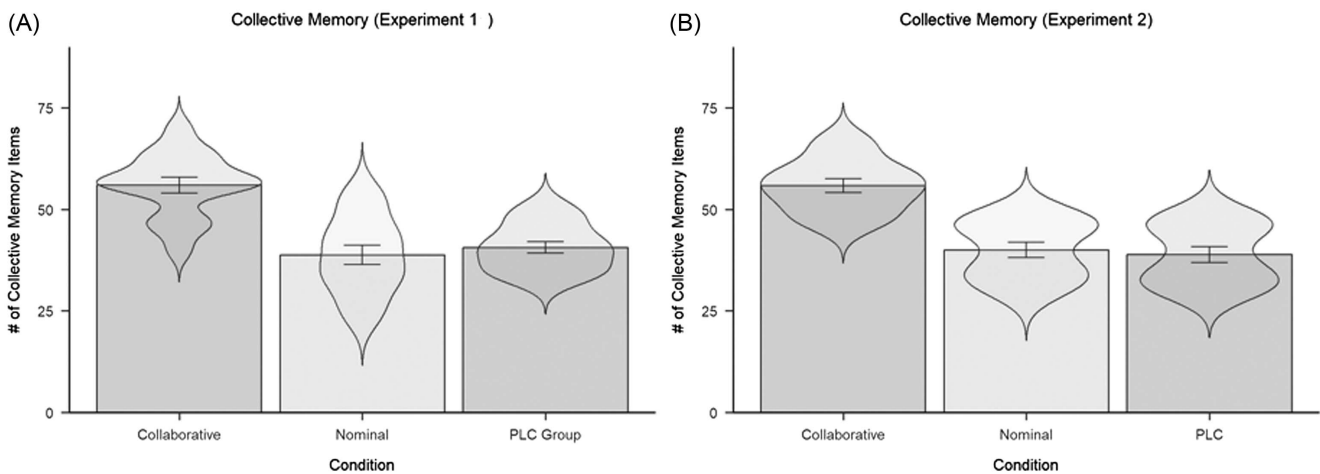 (A)
Collective Memory (Experiment 1 )
# of Collective Memory Items
75
50
25
0
Collaborative
Nominal
PLC Group
Condition
(B)
Collective Memory (Experiment 2)
# of Collective Memory Items
75
50
25
0
Collaborative
Nominal
PLC
Condition